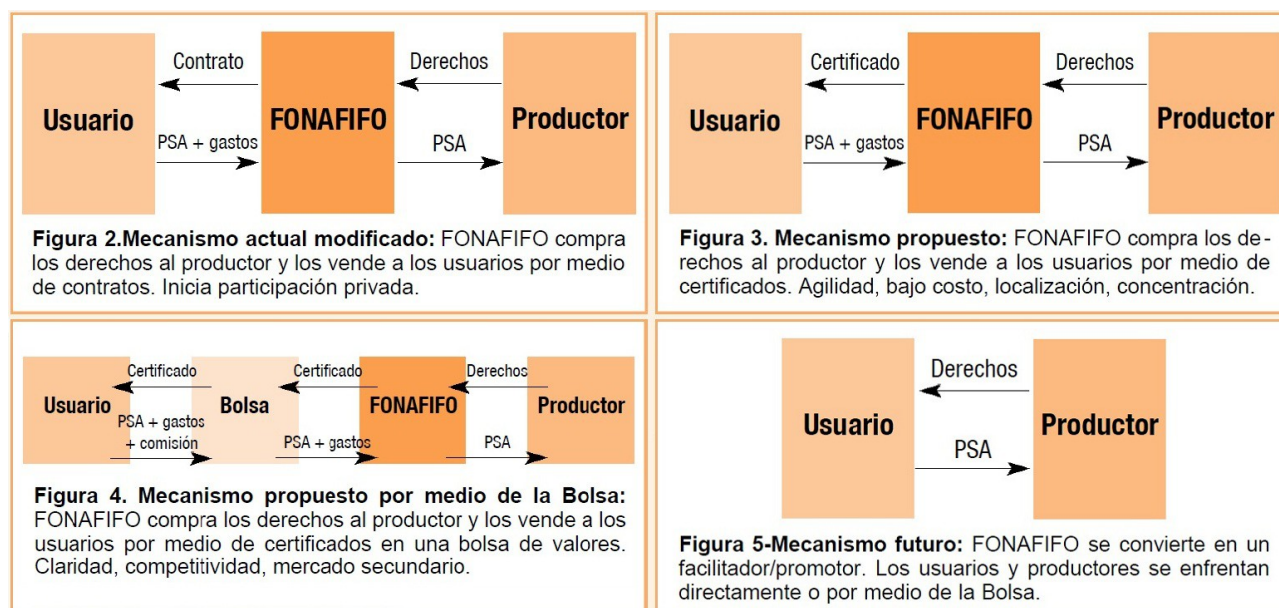 Contrato
Derechos
Usuario
FONAFIFO
Productor
PSA + gastos
PSA
Figura 2.Mecanismo actual modificado: FONAFIFO compra
los derechos al productor y los vende a los usuarios por medio
de contratos. Inicia participación privada.
Certificado
Derechos
Usuario
FONAFIFO
Productor
PSA + gastos
PSA
Figura 3. Mecanismo propuesto: FONAFIFO compra los de-
rechos al productor y los vende a los usuarios por medio de
certificados. Agilidad, bajo costo, localización, concentración.
Certificado
Certificado
Derechos
Usuario
Bolsa
FONAFIFO
Productor
PSA + gastos
+ comisión
PSA + gastos
PSA
Figura 4. Mecanismo propuesto por medio de la Bolsa:
FONAFIFO compra los derechos al productor y los vende a los
usuarios por medio de certificados en una bolsa de valores.
Claridad, competitividad, mercado secundario.
Derechos
Usuario
Productor
PSA
Figura 5-Mecanismo futuro: FONAFIFO se convierte en un
facilitador/promotor. Los usuarios y productores se enfrentan
directamente o por medio de la Bolsa.